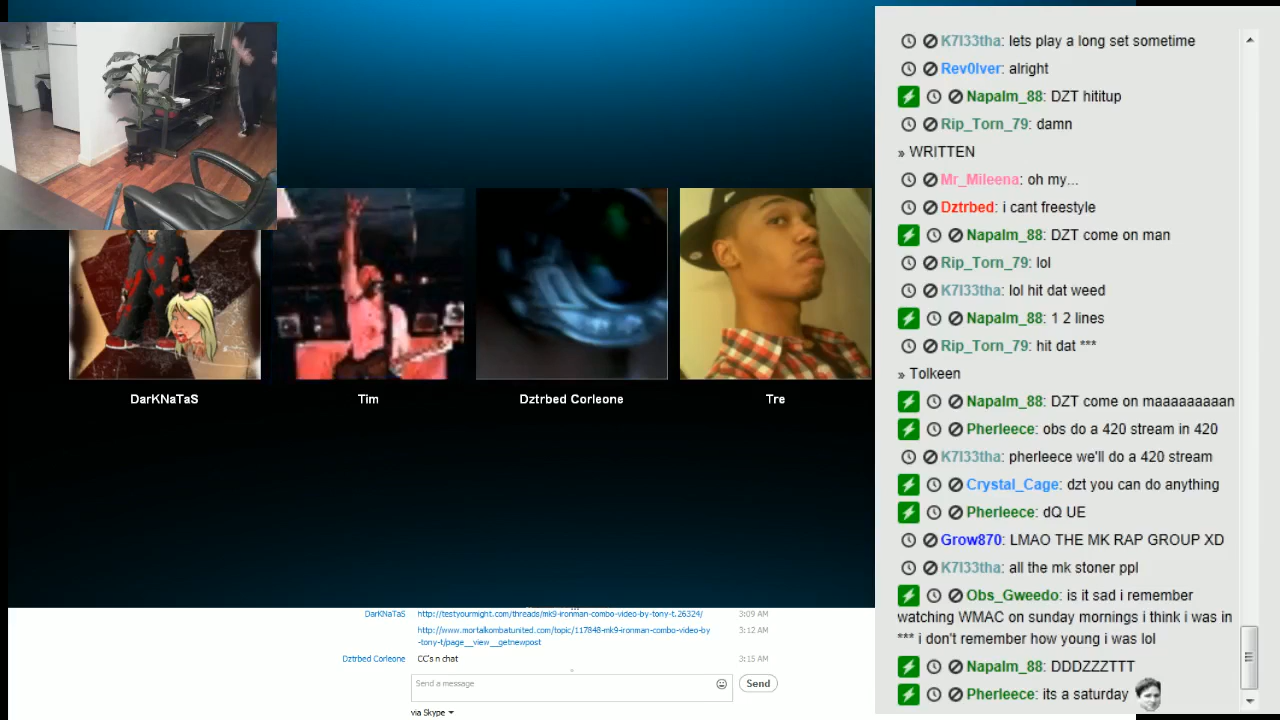 DarKNaTaS
Tim
Dztrbed Corleone
Tre
DarKNaTaS http://testyourmight.com/threads/mk9-ironman-combo-video-by-tony-t.26324/ 3:09 AM
http://www.mortalkombatunited.com/topic/117848-mk9-ironman-combo-video-by 3:12 AM
-tony-t/page__view__getnewpost
Dztrbed Corleone CC's n chat 3:15 AM
Send a message
Send
via Skype
K7l33tha: lets play a long set sometime
Rev0lver: alright
Napalm_88: DZT hititup
Rip_Torn_79: damn
» WRITTEN
Mr_Mileena: oh my...
Dztrbed: i cant freestyle
Napalm_88: DZT come on man
Rip_Torn_79: lol
K7l33tha: lol hit dat weed
Napalm_88: 1 2 lines
Rip_Torn_79: hit dat ***
» Tolkeen
Napalm_88: DZT come on maaaaaaaan
Pherleece: obs do a 420 stream in 420
K7l33tha: pherleece we'll do a 420 stream
Crystal_Cage: dzt you can do anything
Pherleece: dQ UE
Grow870: LMAO THE MK RAP GROUP XD
K7l33tha: all the mk stoner ppl
Obs_Gweedo: is it sad i remember
watching WMAC on sunday mornings i think i was in
*** i don't remember how young i was lol
Napalm_88: DDDZZZTTT
Pherleece: its a saturday